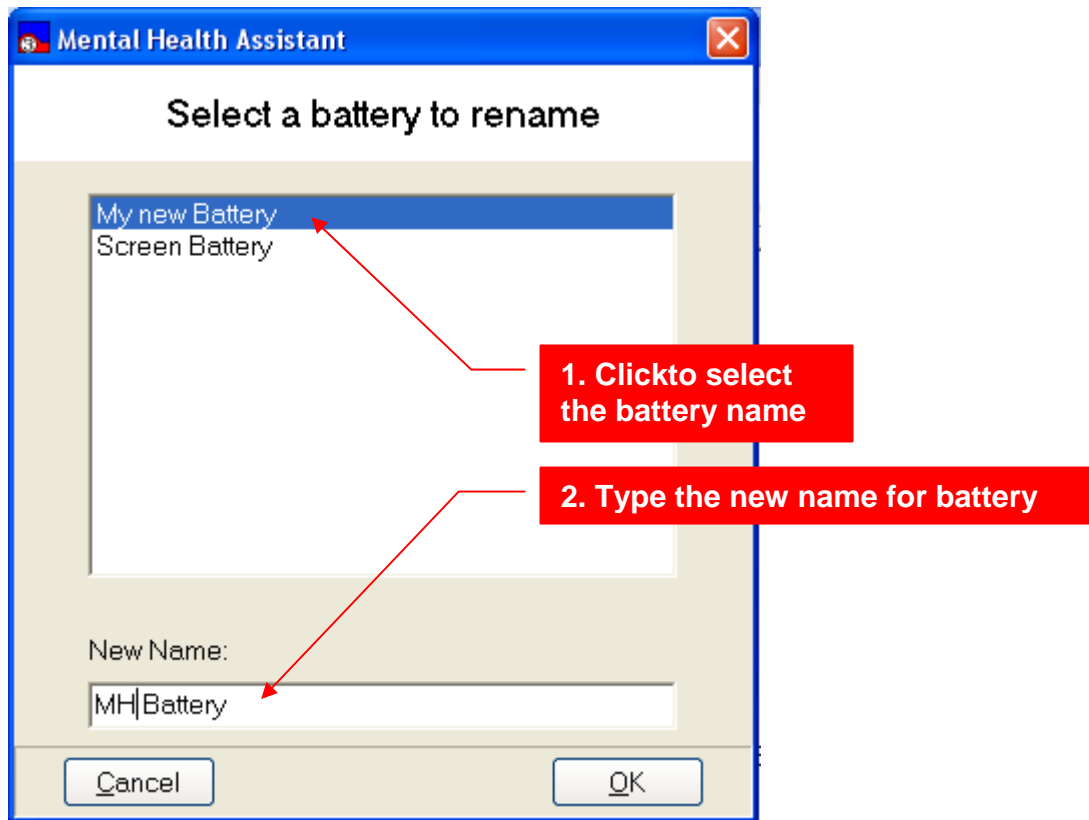 Mental Health Assistant
Select a battery to rename
My new Battery
Screen Battery
1. Clickto select
the battery name
2. Type the new name for battery
New Name:
MH Battery
Cancel
OK